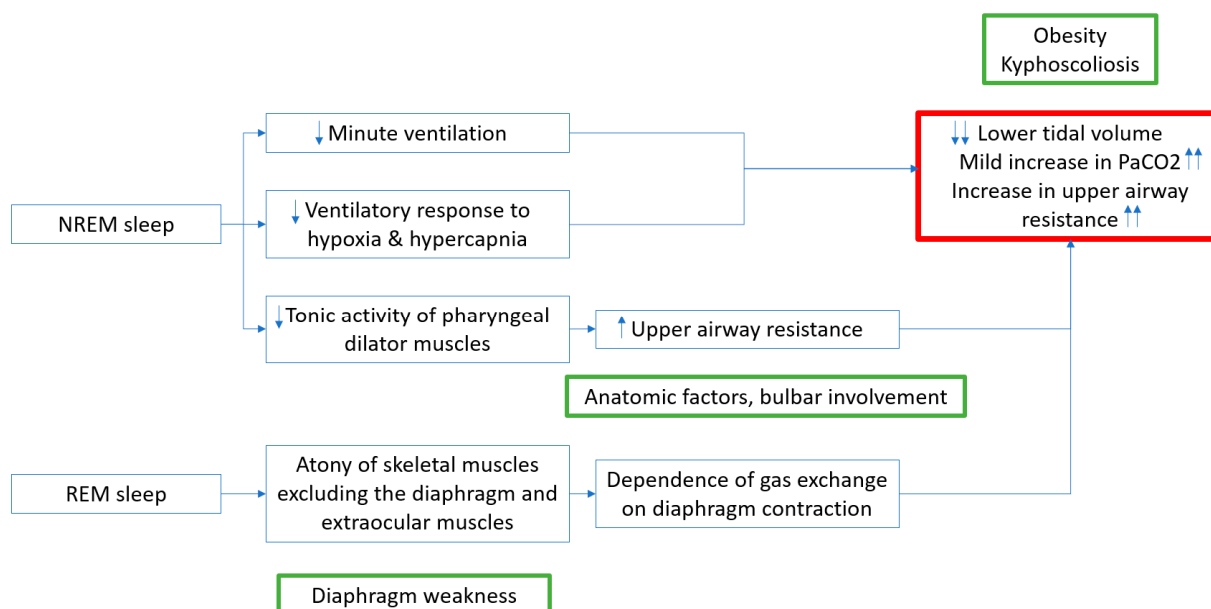 Obesity
Kyphoscoliosis
↓ Minute ventilation
↓↓ Lower tidal volume
Mild increase in PaCO2 ↑↑
Increase in upper airway
resistance ↑↑
NREM sleep
↓ Ventilatory response to
hypoxia & hypercapnia
↓ Tonic activity of pharyngeal
dilator muscles
↑ Upper airway resistance
Anatomic factors, bulbar involvement
REM sleep
Atony of skeletal muscles
excluding the diaphragm and
extraocular muscles
Dependence of gas exchange
on diaphragm contraction
Diaphragm weakness